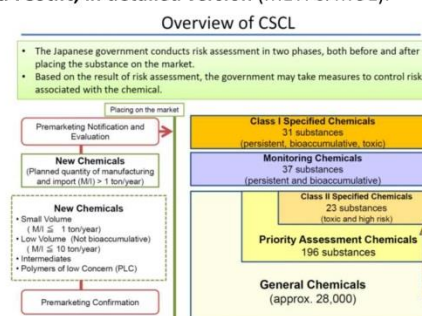 Overview of CSCL
• The Japanese government conducts risk assessment in two phases, both before and after
placing the substance on the market.
• Based on the result of risk assessment, the government may take measures to control risk
associated with the chemical.
Placing on the market
Premarketing Notification and
Evaluation
New Chemicals
(Planned quantity of manufacturing
and import (M/I) > 1 ton/year)
New Chemicals
• Small Volume
( M/I ≦ 1 ton/year)
• Low Volume (Not bioaccumulative)
( M/I ≦ 10 ton/year)
• Intermediates
• Polymers of low Concern (PLC)
Premarketing Confirmation
Class I Specified Chemicals
31 substances
(persistent, bioaccumulative, toxic)
Monitoring Chemicals
37 substances
(persistent and bioaccumulative)
Class II Specified Chemicals
23 substances
(toxic and high risk)
Priority Assessment Chemicals
196 substances
General Chemicals
(approx. 28,000)